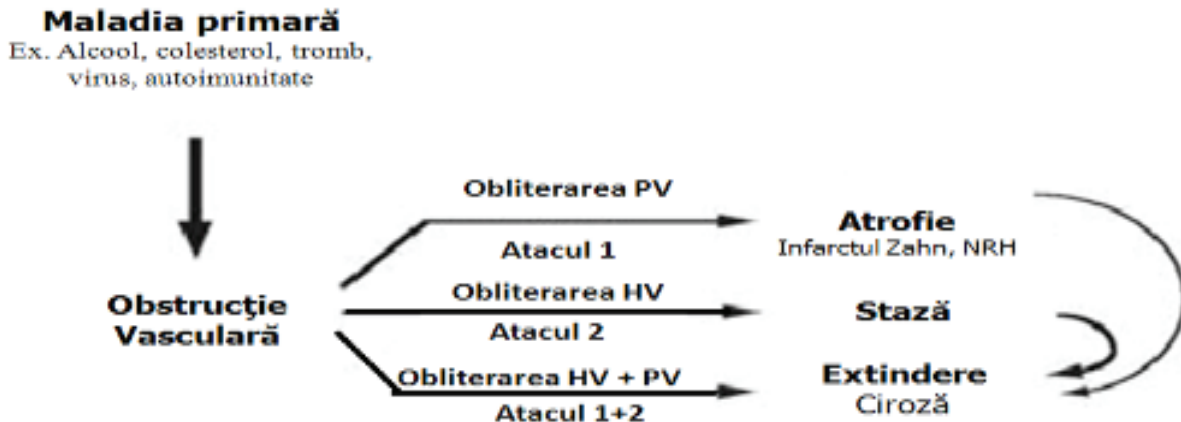 Maladia primară
Ex. Alcool, colesterol, tromb,
virus, autoimunitate
Obstrucţie
Vasculară
Obliterarea PV
Atacul 1
Obliterarea HV
Atacul 2
Obliterarea HV + PV
Atacul 1+2
Atrofie
Infarctul Zahn, NRH
Stază
Extindere
Ciroză